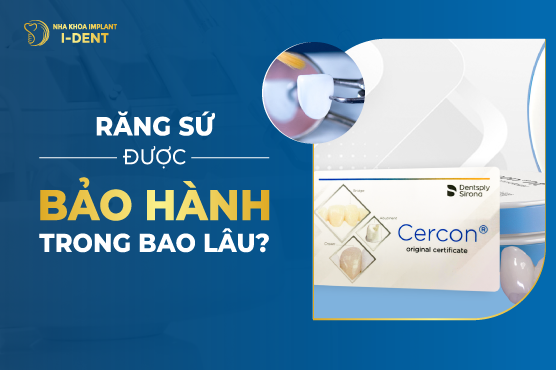 NHA KHOA IMPLANT
I-DENT
RĂNG SỨ
ĐƯỢC
BẢO HÀNH
TRONG BAO LÂU?
Dentsply
Sirona
Cercon®
original certificate